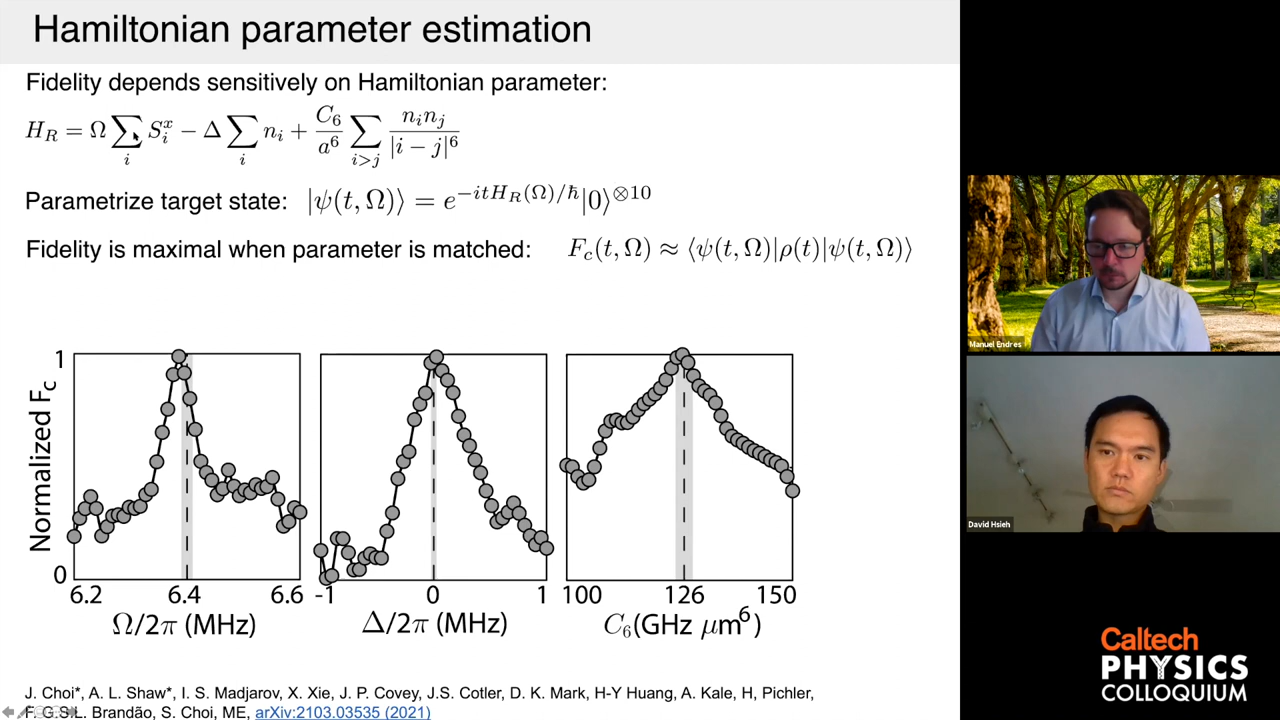 Hamiltonian parameter estimation
Fidelity depends sensitively on Hamiltonian parameter:
H_R = Ω ∑_i S_i^x − Δ ∑_i n_i + C_6/a^6 ∑_{i>j} n_i n_j/|i − j|^6
Parametrize target state: |ψ(t, Ω)⟩ = e^{−itH_R(Ω)/ℏ}|0⟩^{⊗10}
Fidelity is maximal when parameter is matched: F_c(t, Ω) ≈ ⟨ψ(t, Ω)|ρ(t)|ψ(t, Ω)⟩
Normalized F_c
1
0
6.2 6.4 6.6
Ω/2π (MHz)
-1 0 1
Δ/2π (MHz)
100 126 150
C_6(GHz μm^6)
J. Choi*, A. L. Shaw*, I. S. Madjarov, X. Xie, J. P. Covey, J.S. Cotler, D. K. Mark, H-Y Huang, A. Kale, H, Pichler,
F. G.S.L. Brandão, S. Choi, ME, arXiv:2103.03535 (2021)
Manuel Endres
David Hsieh
Caltech
PHYSICS
COLLOQUIUM